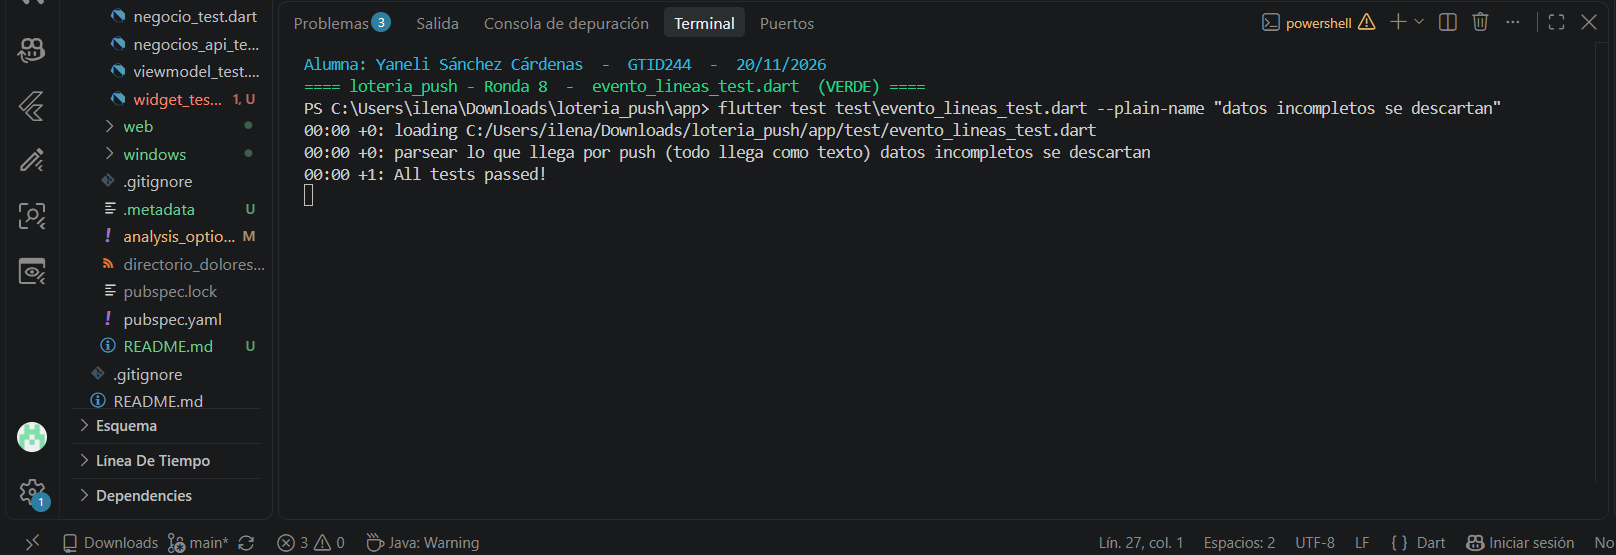 negocio_test.dart
negocios_api_te...
viewmodel_test....
widget_tes... 1, U
web
windows
.gitignore
.metadata U
analysis_optio... M
directorio_dolores...
pubspec.lock
pubspec.yaml
README.md U
.gitignore
README.md
Esquema
Línea De Tiempo
Dependencies
1
Problemas 3 Salida Consola de depuración Terminal Puertos
powershell
Alumna: Yaneli Sánchez Cárdenas - GTID244 - 20/11/2026
==== loteria_push - Ronda 8 - evento_lineas_test.dart (VERDE) ====
PS C:\Users\ilena\Downloads\loteria_push\app> flutter test test\evento_lineas_test.dart --plain-name "datos incompletos se descartan"
00:00 +0: loading C:/Users/ilena/Downloads/loteria_push/app/test/evento_lineas_test.dart
00:00 +0: parsear lo que llega por push (todo llega como texto) datos incompletos se descartan
00:00 +1: All tests passed!
Downloads main* 3 0 Java: Warning Lín. 27, col. 1 Espacios: 2 UTF-8 LF { } Dart Iniciar sesión No